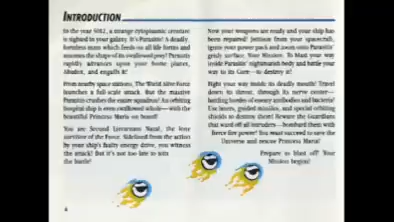 INTRODUCTION
In the year 9012, a strange cytoplasmic creature
is sighted in your galaxy. It's Parasitis! A deadly,
formless mass which feeds on all life forms and
assumes the shape of its swallowed prey! Parasitis
rapidly advances upon your home planet,
Abadox, and engulfs it!
From nearby space stations, The World Alive Force
launches a full-scale attack. But the massive
Parasitis crushes the entire squadron! An orbiting
hospital ship is even swallowed whole—with the
beautiful Princess Maria on board!
You are Second Lieutenant Nazal, the lone
survivor of the Force. Sidelined from the action
by your ship's faulty energy drive, you witness
the attack! But it's not too late to join
the battle!
Now your weapons are ready and your ship has
been repaired! Jettison from your spacecraft,
ignite your power pack and zoom onto Parasitis'
grisly surface. Your Mission: To blast your way
inside Parasitis' nightmarish body and battle your
way to its Core—to destroy it!
Fight your way inside its deadly mouth! Travel
down its throat, through its nerve center—
battling hordes of enemy antibodies and bacteria!
Use lasers, guided missiles, and special orbiting
shields to destroy them! Beware the Guardians
that ward off all intruders—bombard them with
fierce fire power! You must succeed to save the
Universe and rescue Princess Maria!
Prepare to blast off! Your
Mission begins!
4